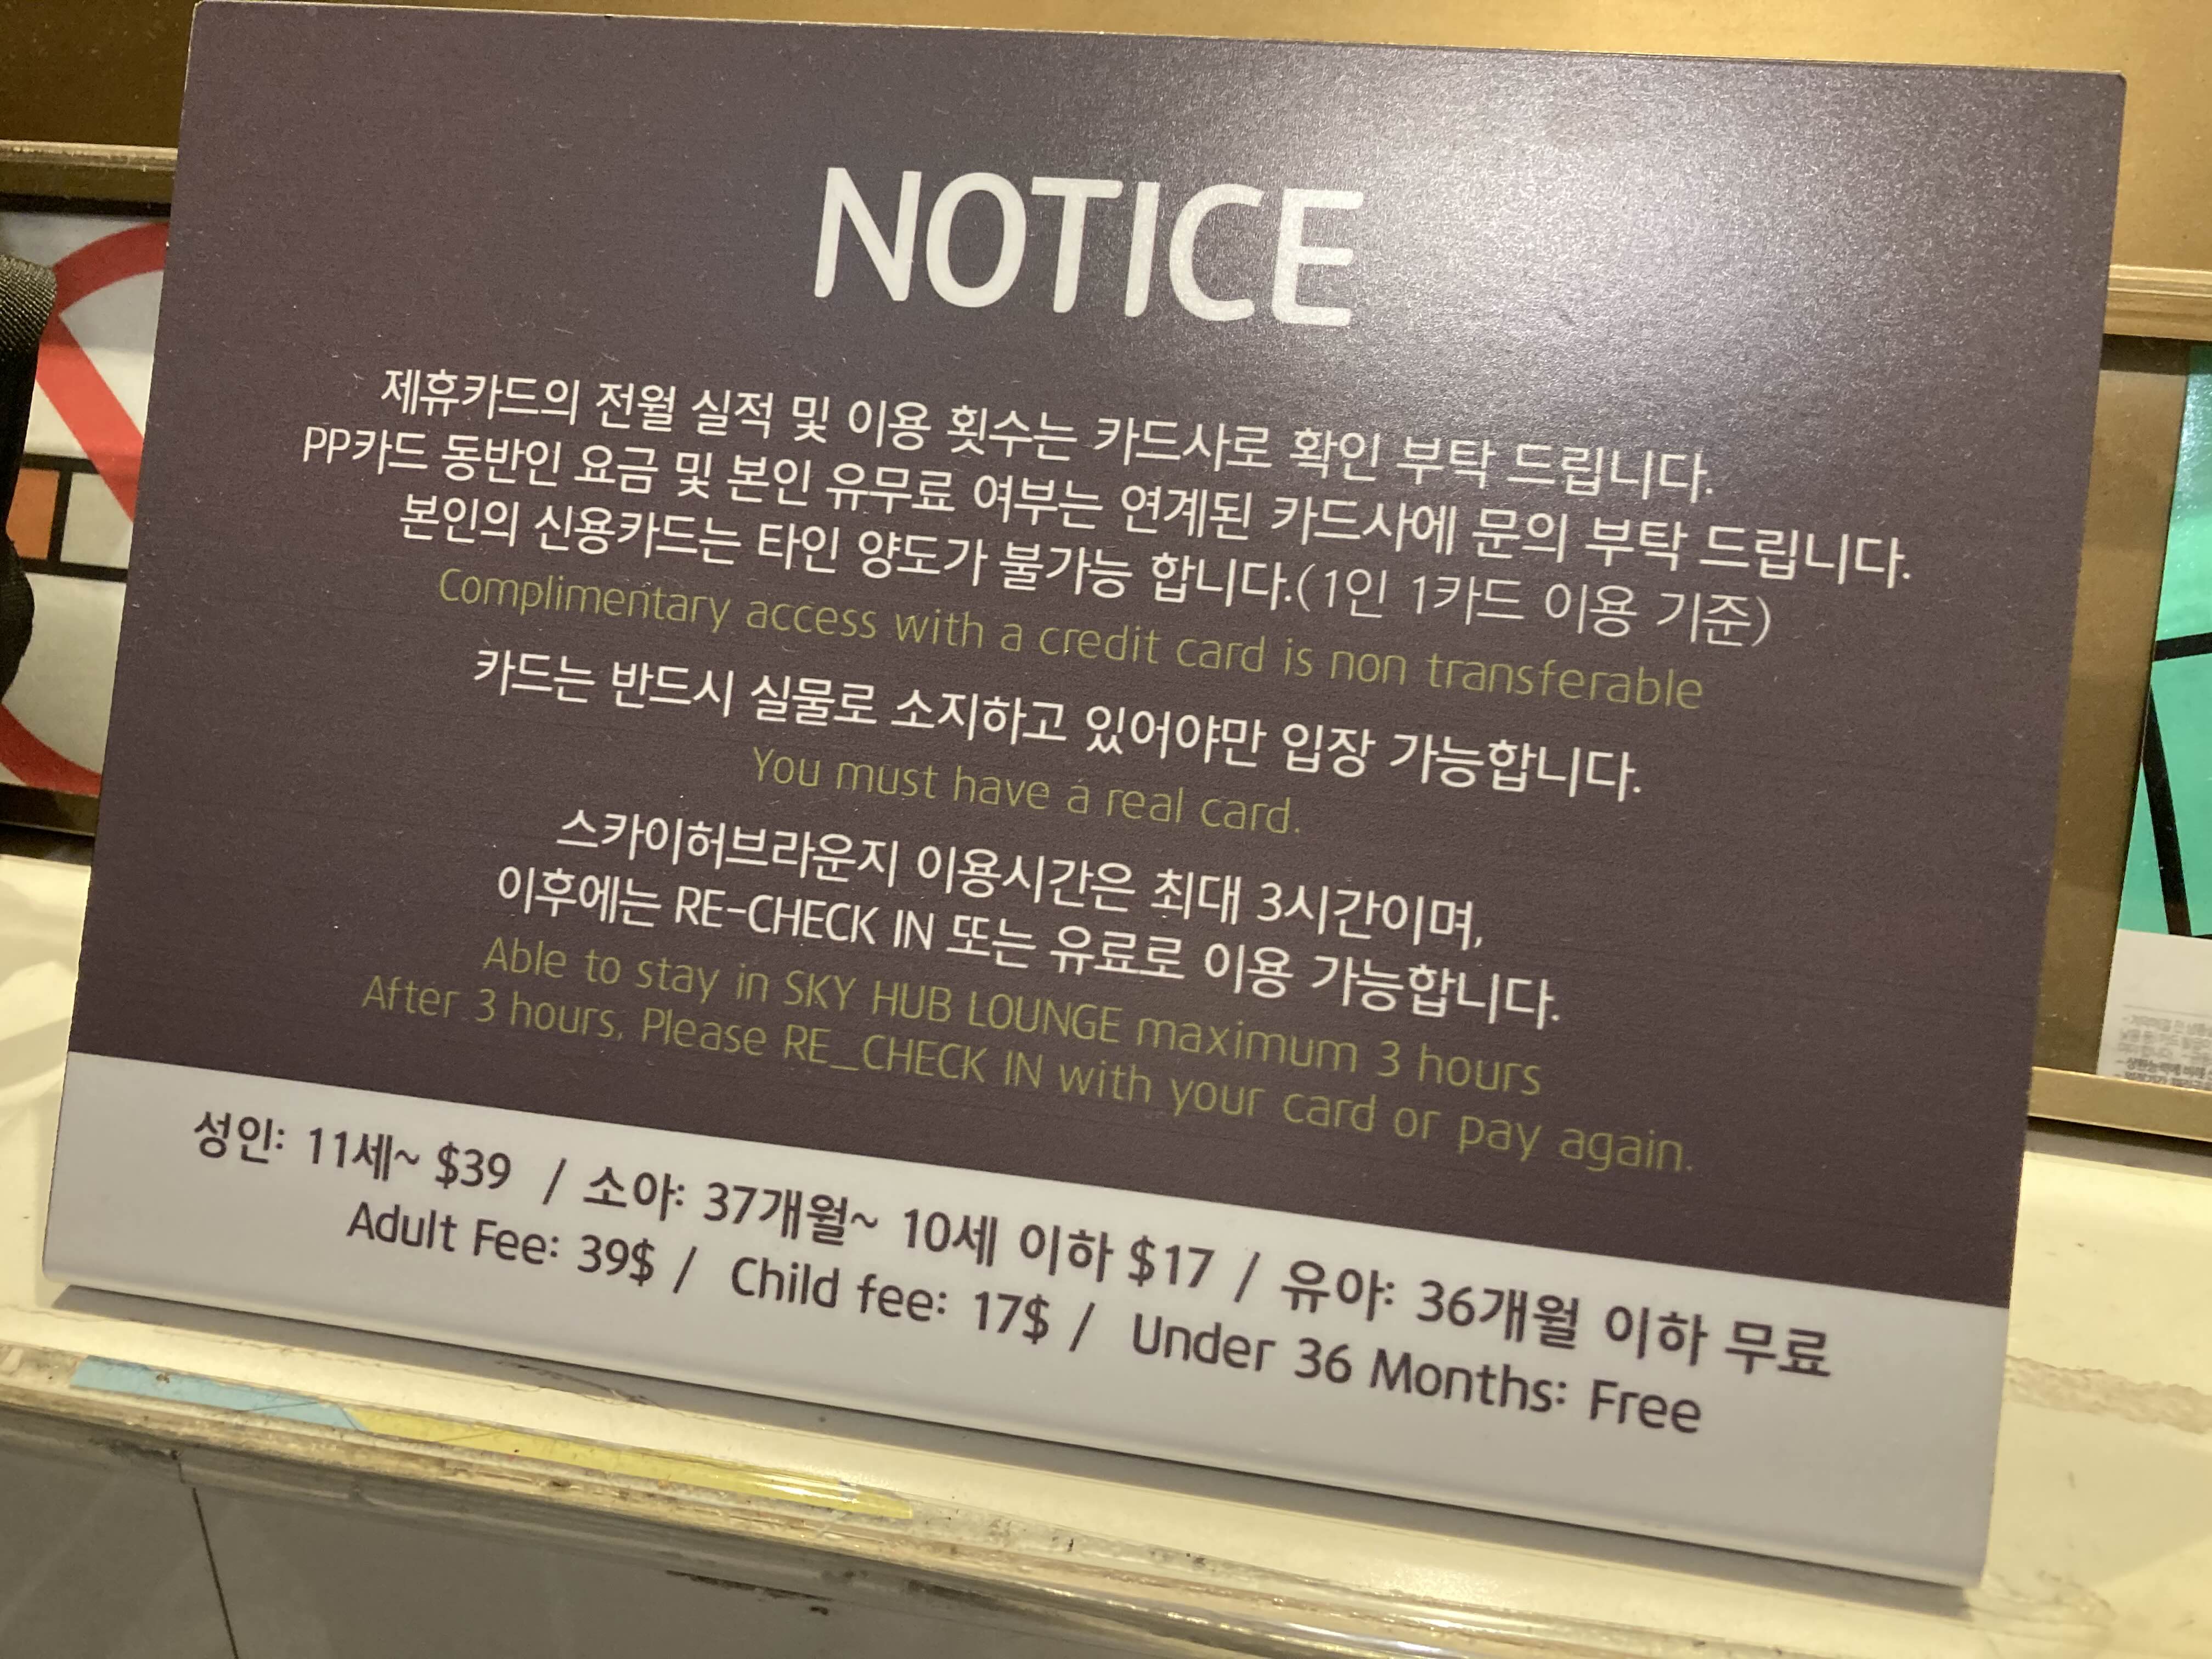 NOTICE
제휴카드의 전월 실적 및 이용 횟수는 카드사로 확인 부탁 드립니다.
PP카드 동반인 요금 및 본인 유무료 여부는 연계된 카드사에 문의 부탁 드립니다.
본인의 신용카드는 타인 양도가 불가능 합니다.(1인 1카드 이용 기준)
Complimentary access with a credit card is non transferable
카드는 반드시 실물로 소지하고 있어야만 입장 가능합니다.
You must have a real card.
스카이허브라운지 이용시간은 최대 3시간이며,
이후에는 RE-CHECK IN 또는 유료로 이용 가능합니다.
Able to stay in SKY HUB LOUNGE maximum 3 hours
After 3 hours, Please RE_CHECK IN with your card or pay again.
성인: 11세~ $39 / 소아: 37개월~ 10세 이하 $17 / 유아: 36개월 이하 무료
Adult Fee: 39$ / Child fee: 17$ / Under 36 Months: Free